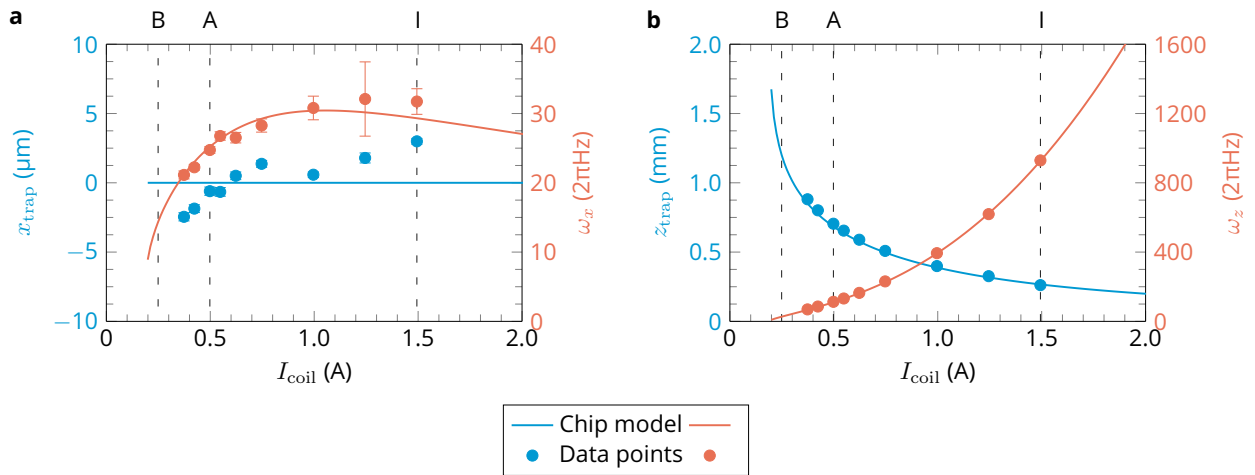 a
B A I
10
5
0
−5
−10
x_trap (μm)
40
30
20
10
0
ω_x (2πHz)
0 0.5 1.0 1.5 2.0
I_coil (A)
b
B A I
2.0
1.5
1.0
0.5
0
z_trap (mm)
1600
1200
800
400
0
ω_z (2πHz)
0 0.5 1.0 1.5 2.0
I_coil (A)
Chip model
Data points